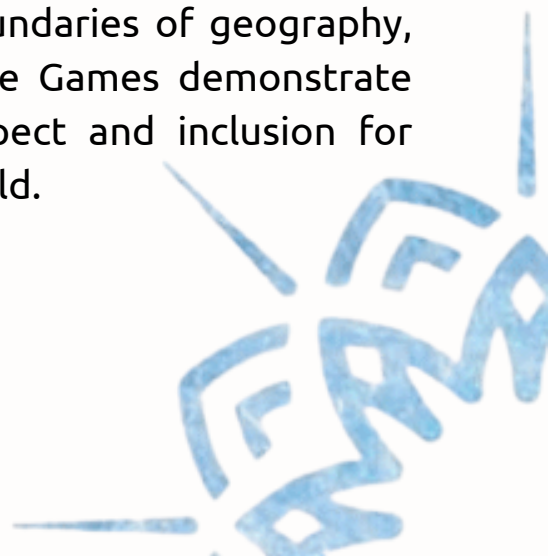 undaries of geography,
e Games demonstrate
pect and inclusion for
ld.